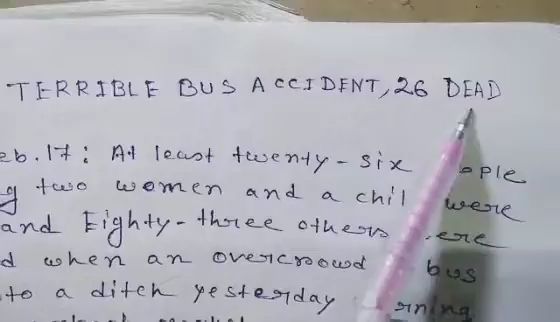 TERRIBLE BUS ACCIDENT, 26 DEAD
eb. 17: At least twenty-six ople
g two women and a chil were
and Eighty-three others ere
d when an overcrowd bus
to a ditch yesterday rning